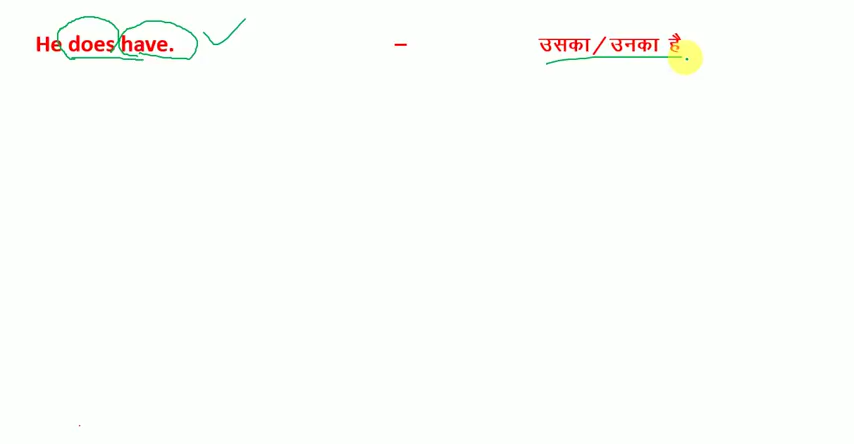 He does have. – उसका / उनका है